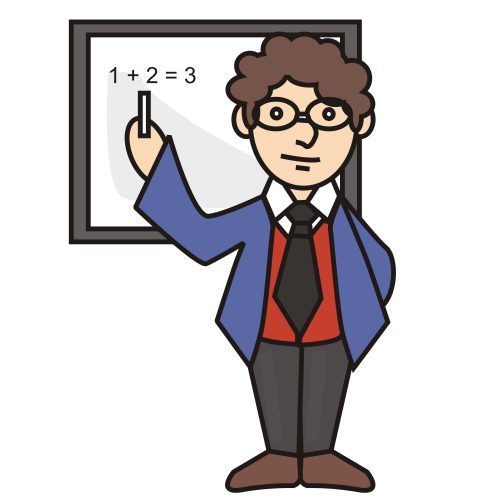 1 + 2 = 3